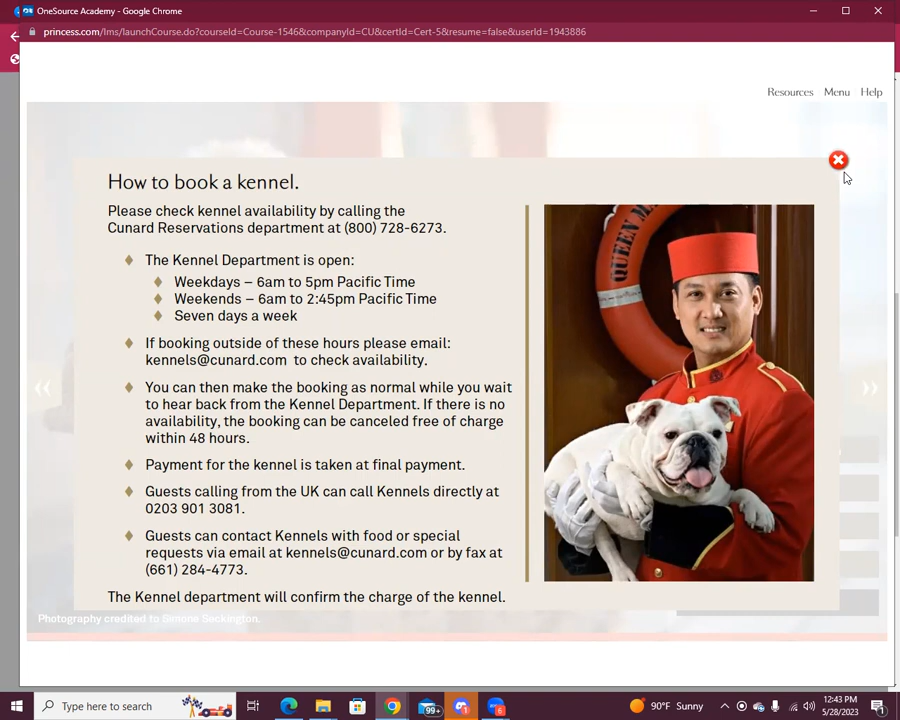 OneSource Academy - Google Chrome
princess.com/lms/launchCourse.do?courseId=Course-1546&companyId=CU&certId=Cert-5&resume=false&userId=1943886
Resources Menu Help
How to book a kennel.
Please check kennel availability by calling the
Cunard Reservations department at (800) 728-6273.
The Kennel Department is open:
Weekdays – 6am to 5pm Pacific Time
Weekends – 6am to 2:45pm Pacific Time
Seven days a week
If booking outside of these hours please email:
kennels@cunard.com to check availability.
You can then make the booking as normal while you wait
to hear back from the Kennel Department. If there is no
availability, the booking can be canceled free of charge
within 48 hours.
Payment for the kennel is taken at final payment.
Guests calling from the UK can call Kennels directly at
0203 901 3081.
Guests can contact Kennels with food or special
requests via email at kennels@cunard.com or by fax at
(661) 284-4773.
The Kennel department will confirm the charge of the kennel.
QUEEN MA
Photography credited to Simone Seckington.
Type here to search
99+
1
6
90°F Sunny
12:43 PM
5/28/2023
1